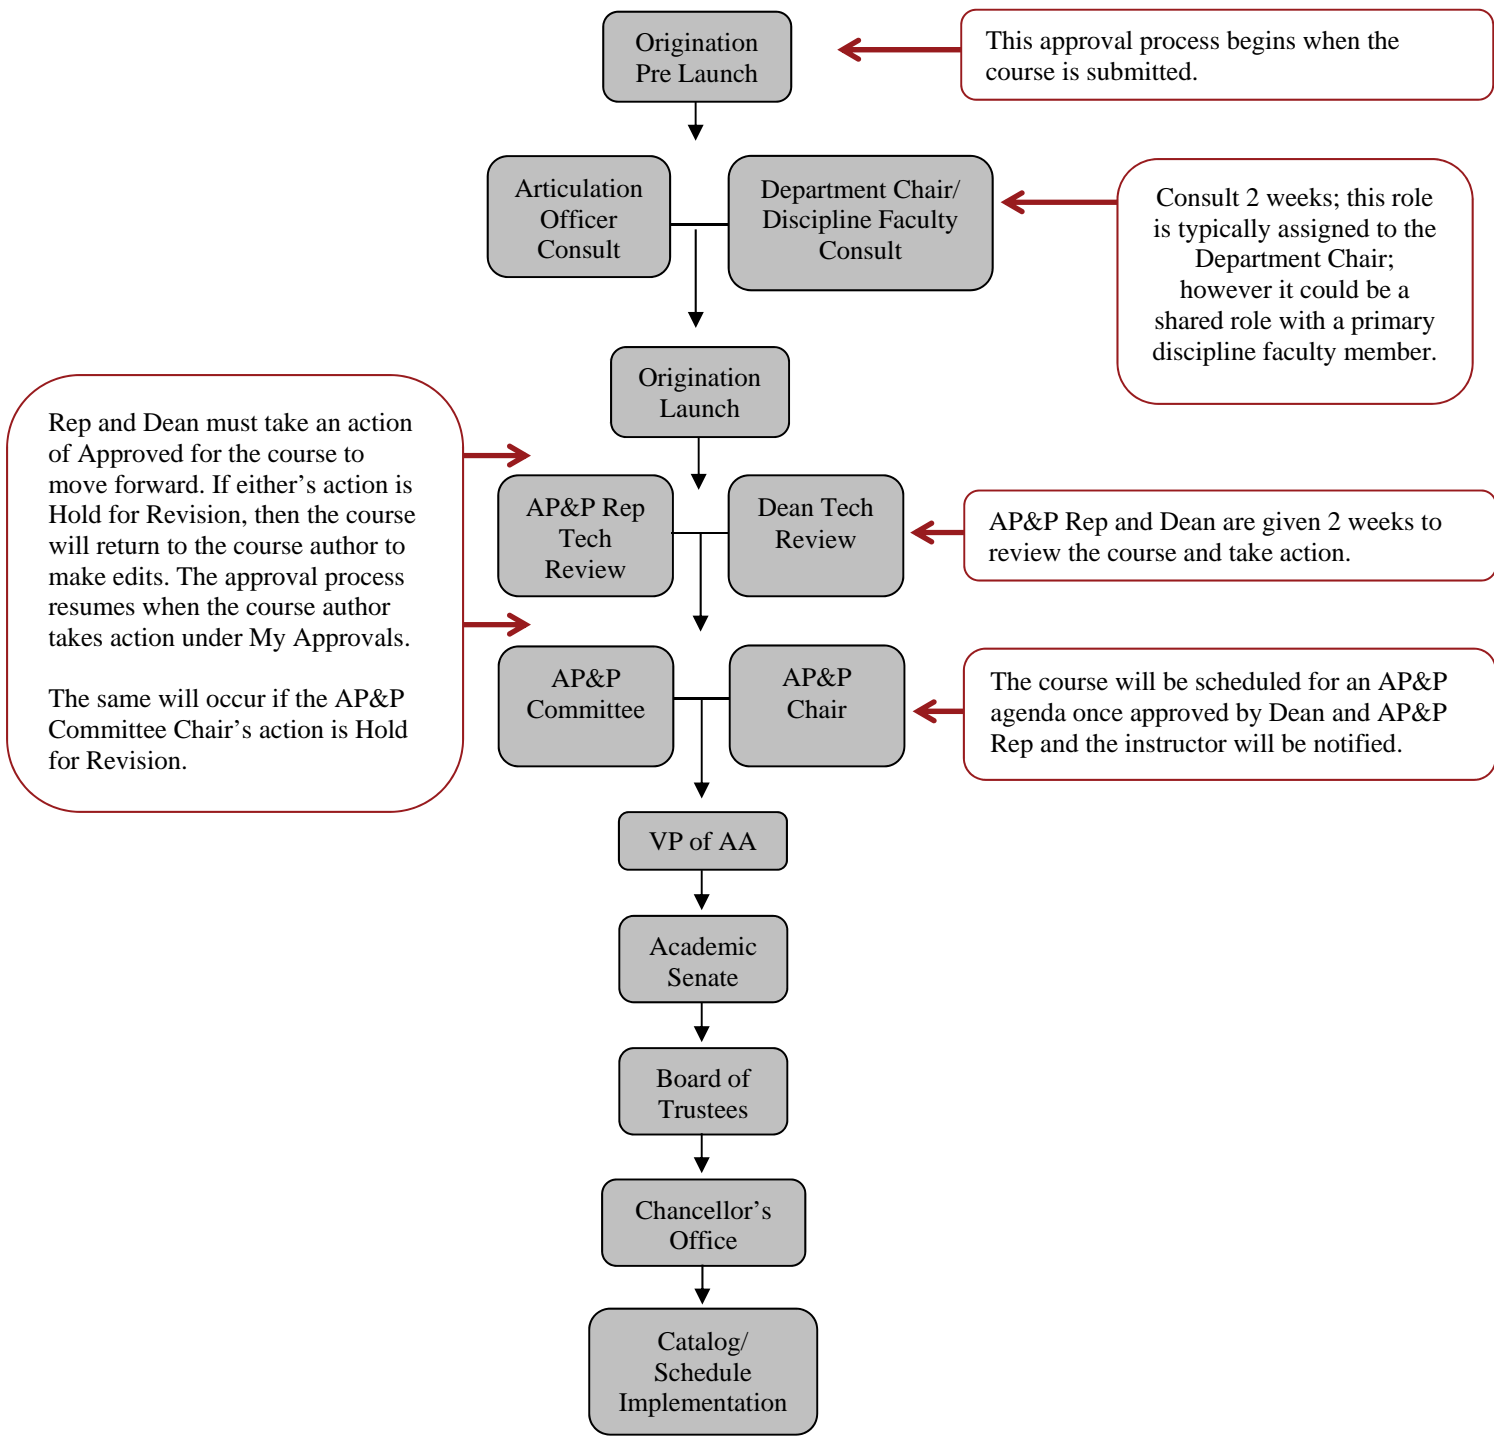 Origination
Pre Launch
This approval process begins when the
course is submitted.
Articulation
Officer
Consult
Department Chair/
Discipline Faculty
Consult
Consult 2 weeks; this role
is typically assigned to the
Department Chair;
however it could be a
shared role with a primary
discipline faculty member.
Origination
Launch
Rep and Dean must take an action
of Approved for the course to
move forward. If either’s action is
Hold for Revision, then the course
will return to the course author to
make edits. The approval process
resumes when the course author
takes action under My Approvals.
The same will occur if the AP&P
Committee Chair’s action is Hold
for Revision.
AP&P Rep
Tech
Review
Dean Tech
Review
AP&P Rep and Dean are given 2 weeks to
review the course and take action.
AP&P
Committee
AP&P
Chair
The course will be scheduled for an AP&P
agenda once approved by Dean and AP&P
Rep and the instructor will be notified.
VP of AA
Academic
Senate
Board of
Trustees
Chancellor’s
Office
Catalog/
Schedule
Implementation